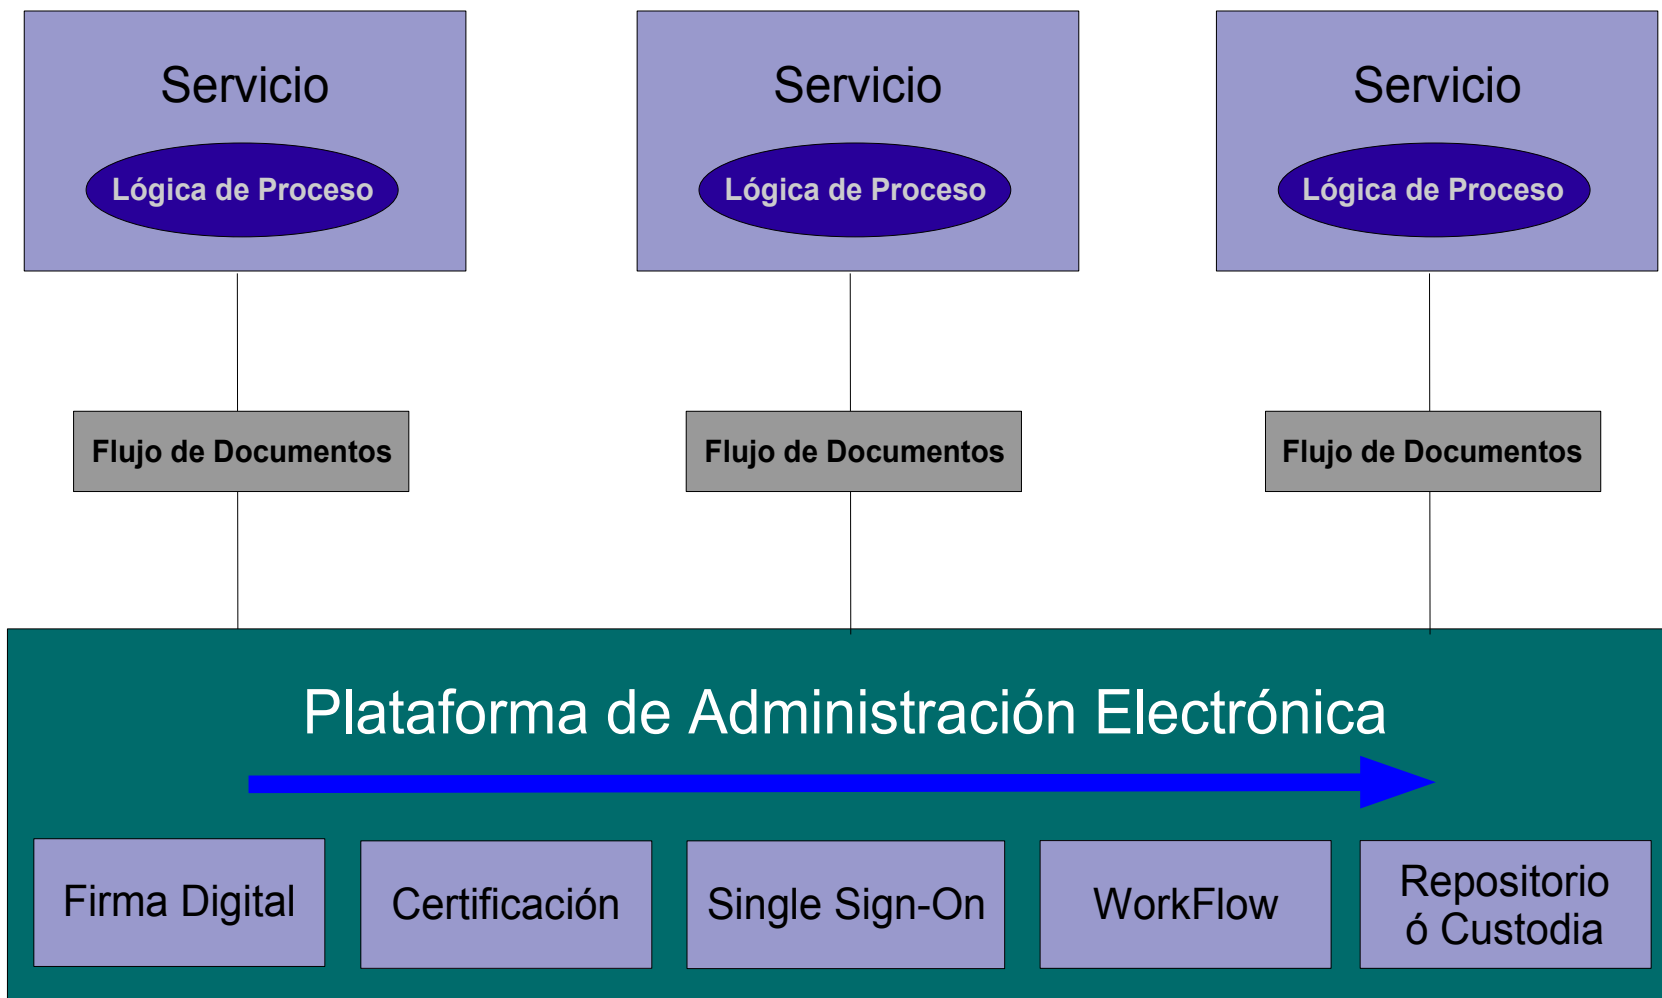 Servicio
Servicio
Servicio
Lógica de Proceso
Lógica de Proceso
Lógica de Proceso
Flujo de Documentos
Flujo de Documentos
Flujo de Documentos
Plataforma de Administración Electrónica
Firma Digital
Certificación
Single Sign-On
WorkFlow
Repositorio
ó Custodia